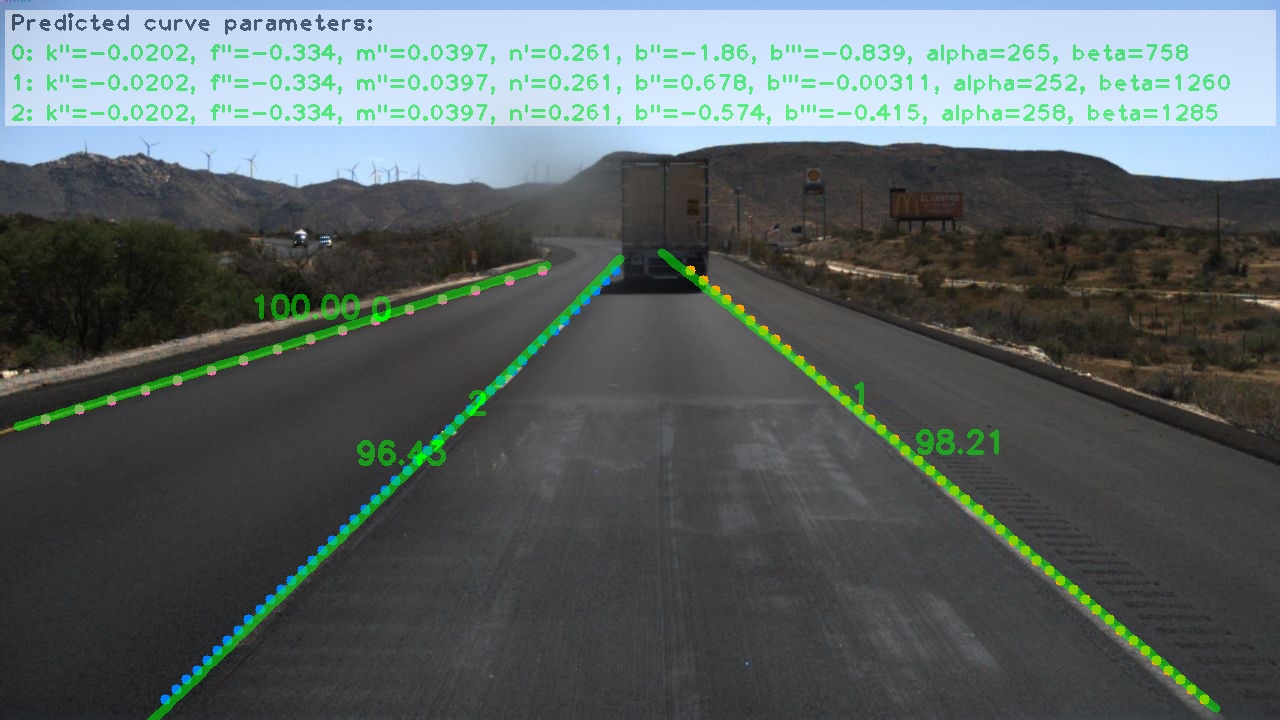 Predicted curve parameters:
0: k"=−0.0202, f"=−0.334, m"=0.0397, n'=0.261, b"=−1.86, b'"=−0.839, alpha=265, beta=758
1: k"=−0.0202, f"=−0.334, m"=0.0397, n'=0.261, b"=0.678, b'"=−0.00311, alpha=252, beta=1260
2: k"=−0.0202, f"=−0.334, m"=0.0397, n'=0.261, b"=−0.574, b'"=−0.415, alpha=258, beta=1285
EL CENTRO
100.00 0
1
2
96.43
98.21